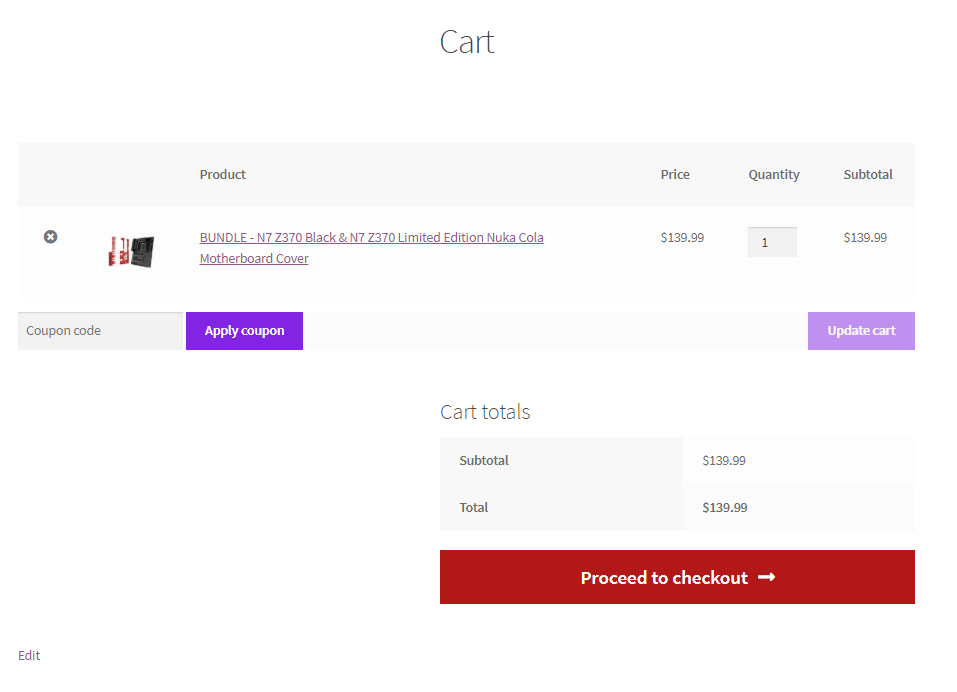 Cart
Product Price Quantity Subtotal
BUNDLE - N7 Z370 Black & N7 Z370 Limited Edition Nuka Cola $139.99 1 $139.99
Motherboard Cover
Coupon code Apply coupon Update cart
Cart totals
Subtotal $139.99
Total $139.99
Proceed to checkout →
Edit